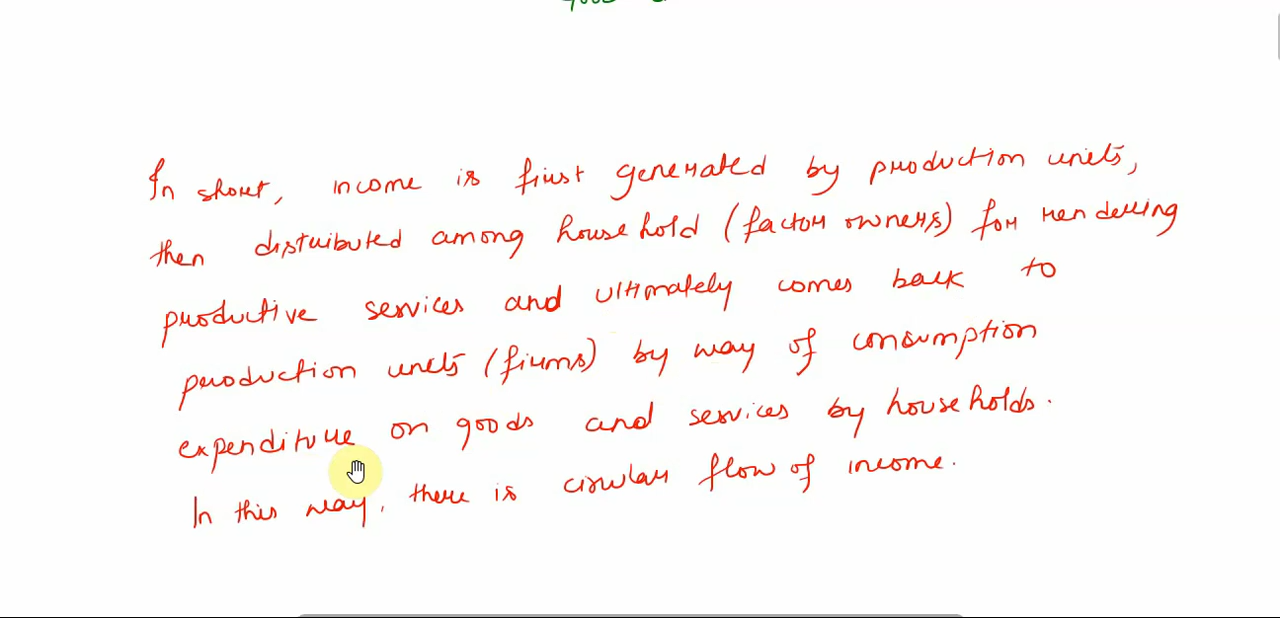 In short, income is first generated by production units,
then distributed among household (factor owners) for rendering
productive services and ultimately comes back to
production units (firms) by way of consumption
expenditure on goods and services by households.
In this way, there is circular flow of income.